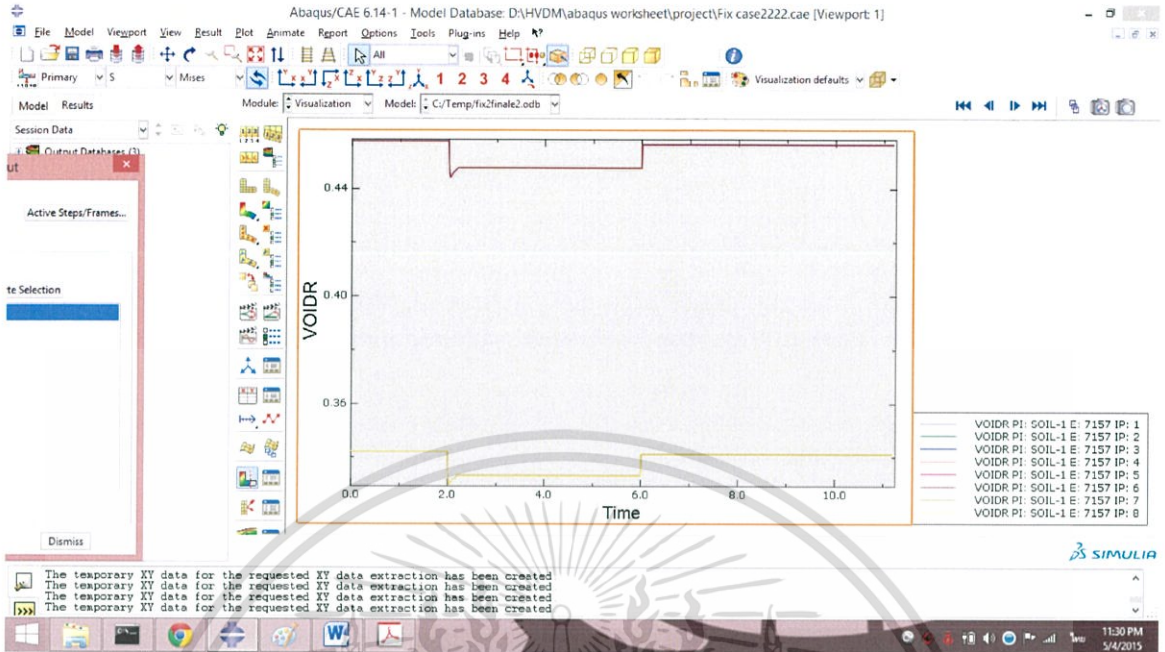 Abaqus/CAE 6.14-1 - Model Database: D:\HVDM\abaqus worksheet\project\Fix case2222.cae [Viewport: 1]
File Model Viewport View Result Plot Animate Report Options Tools Plug-ins Help
All
Primary S Mises 1 2 3 4 Visualization defaults
Model Results Module: Visualization Model: C:/Temp/fix2finale2.odb
Session Data
Output Databases (3)
ut
Active Steps/Frames...
te Selection
Dismiss
0.44
0.40
0.36
VOIDR
0.0 2.0 4.0 6.0 8.0 10.0
Time
VOIDR PI: SOIL-1 E: 7157 IP: 1
VOIDR PI: SOIL-1 E: 7157 IP: 2
VOIDR PI: SOIL-1 E: 7157 IP: 3
VOIDR PI: SOIL-1 E: 7157 IP: 4
VOIDR PI: SOIL-1 E: 7157 IP: 5
VOIDR PI: SOIL-1 E: 7157 IP: 6
VOIDR PI: SOIL-1 E: 7157 IP: 7
VOIDR PI: SOIL-1 E: 7157 IP: 8
SIMULIA
The temporary XY data for the requested XY data extraction has been created
The temporary XY data for the requested XY data extraction has been created
The temporary XY data for the requested XY data extraction has been created
The temporary XY data for the requested XY data extraction has been created
11:30 PM
5/4/2015